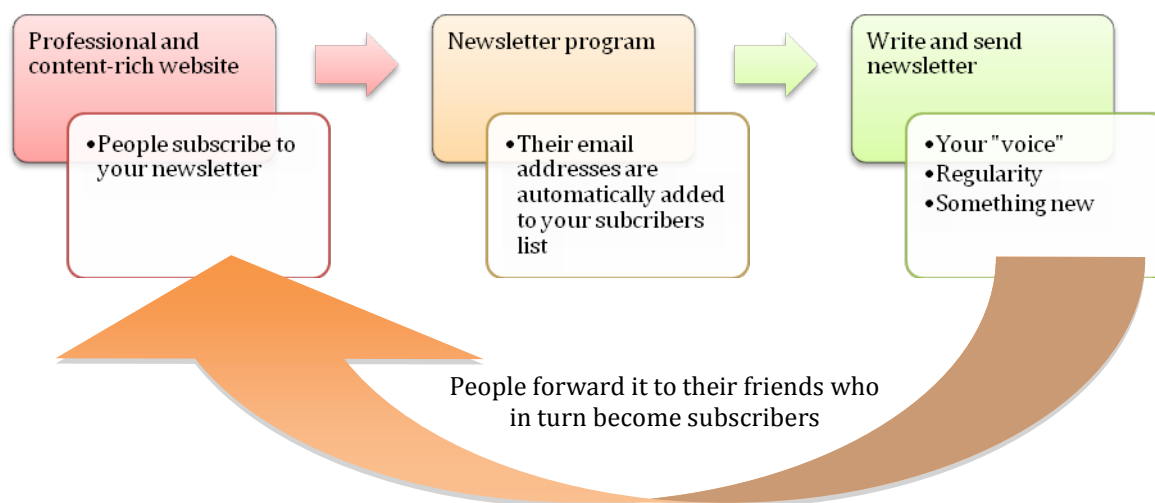 Professional and
content-rich website
•People subscribe to
your newsletter
Newsletter program
•Their email
addresses are
automatically added
to your subcribers
list
Write and send
newsletter
•Your "voice"
•Regularity
•Something new
People forward it to their friends who
in turn become subscribers